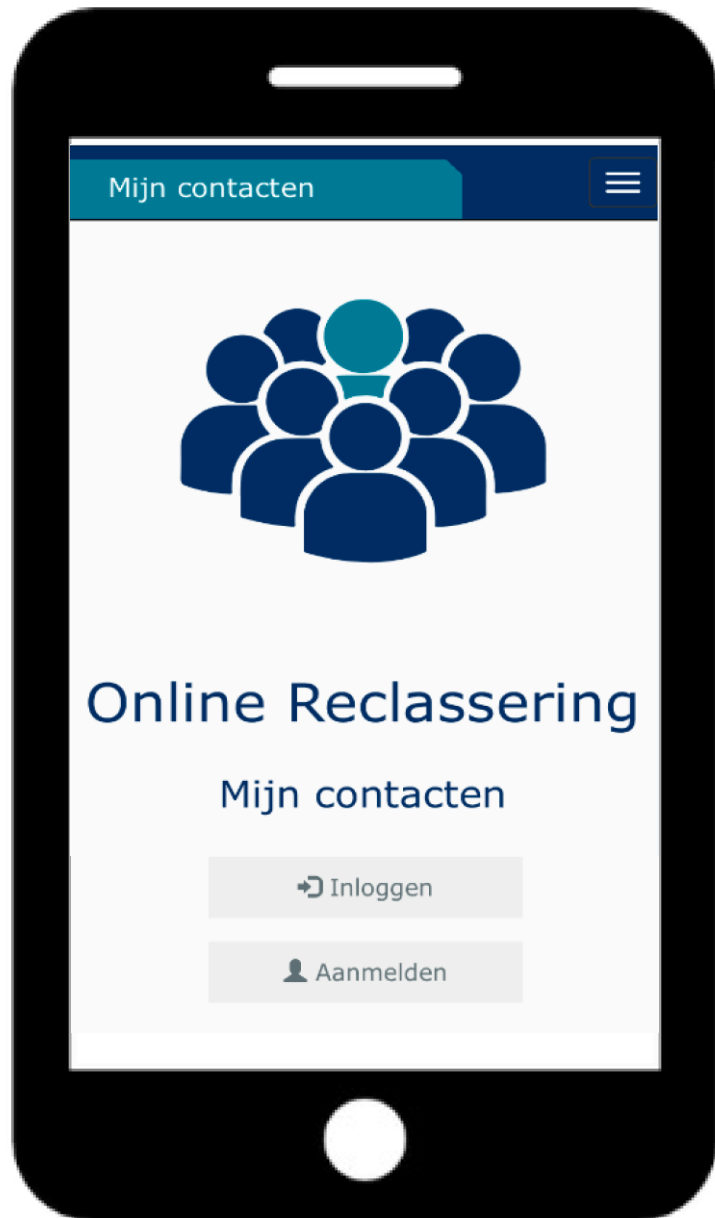 Mijn contacten
Online Reclassering
Mijn contacten
Inloggen
Aanmelden